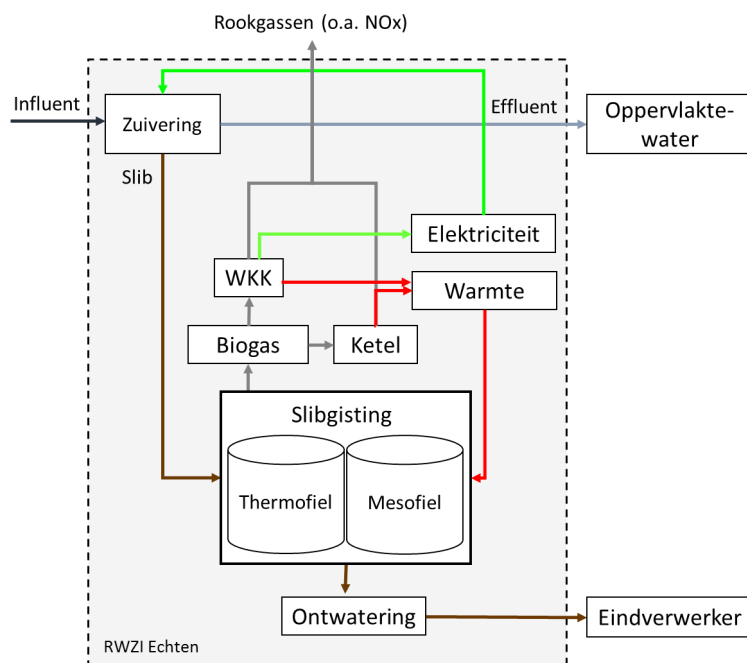 Rookgassen (o.a. NOx)
Influent
Zuivering
Effluent
Oppervlakte-
water
Slib
Elektriciteit
WKK
Warmte
Biogas
Ketel
Slibgisting
Thermofiel
Mesofiel
Ontwatering
Eindverwerker
RWZI Echten